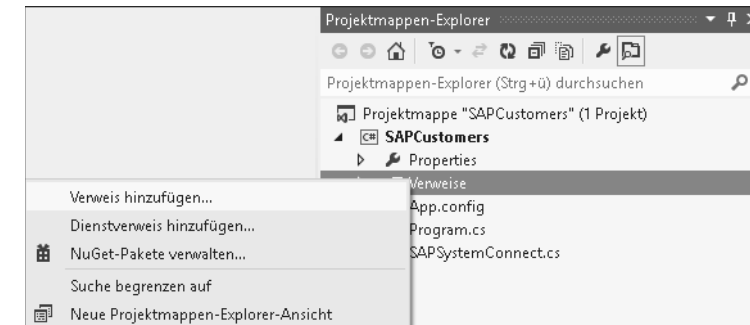 Projektmappen-Explorer
Projektmappen-Explorer (Strg+ü) durchsuchen
Projektmappe "SAPCustomers" (1 Projekt)
C# SAPCustomers
Properties
Verweise
App.config
Program.cs
SAPSystemConnect.cs
Verweis hinzufügen...
Dienstverweis hinzufügen...
NuGet-Pakete verwalten...
Suche begrenzen auf
Neue Projektmappen-Explorer-Ansicht